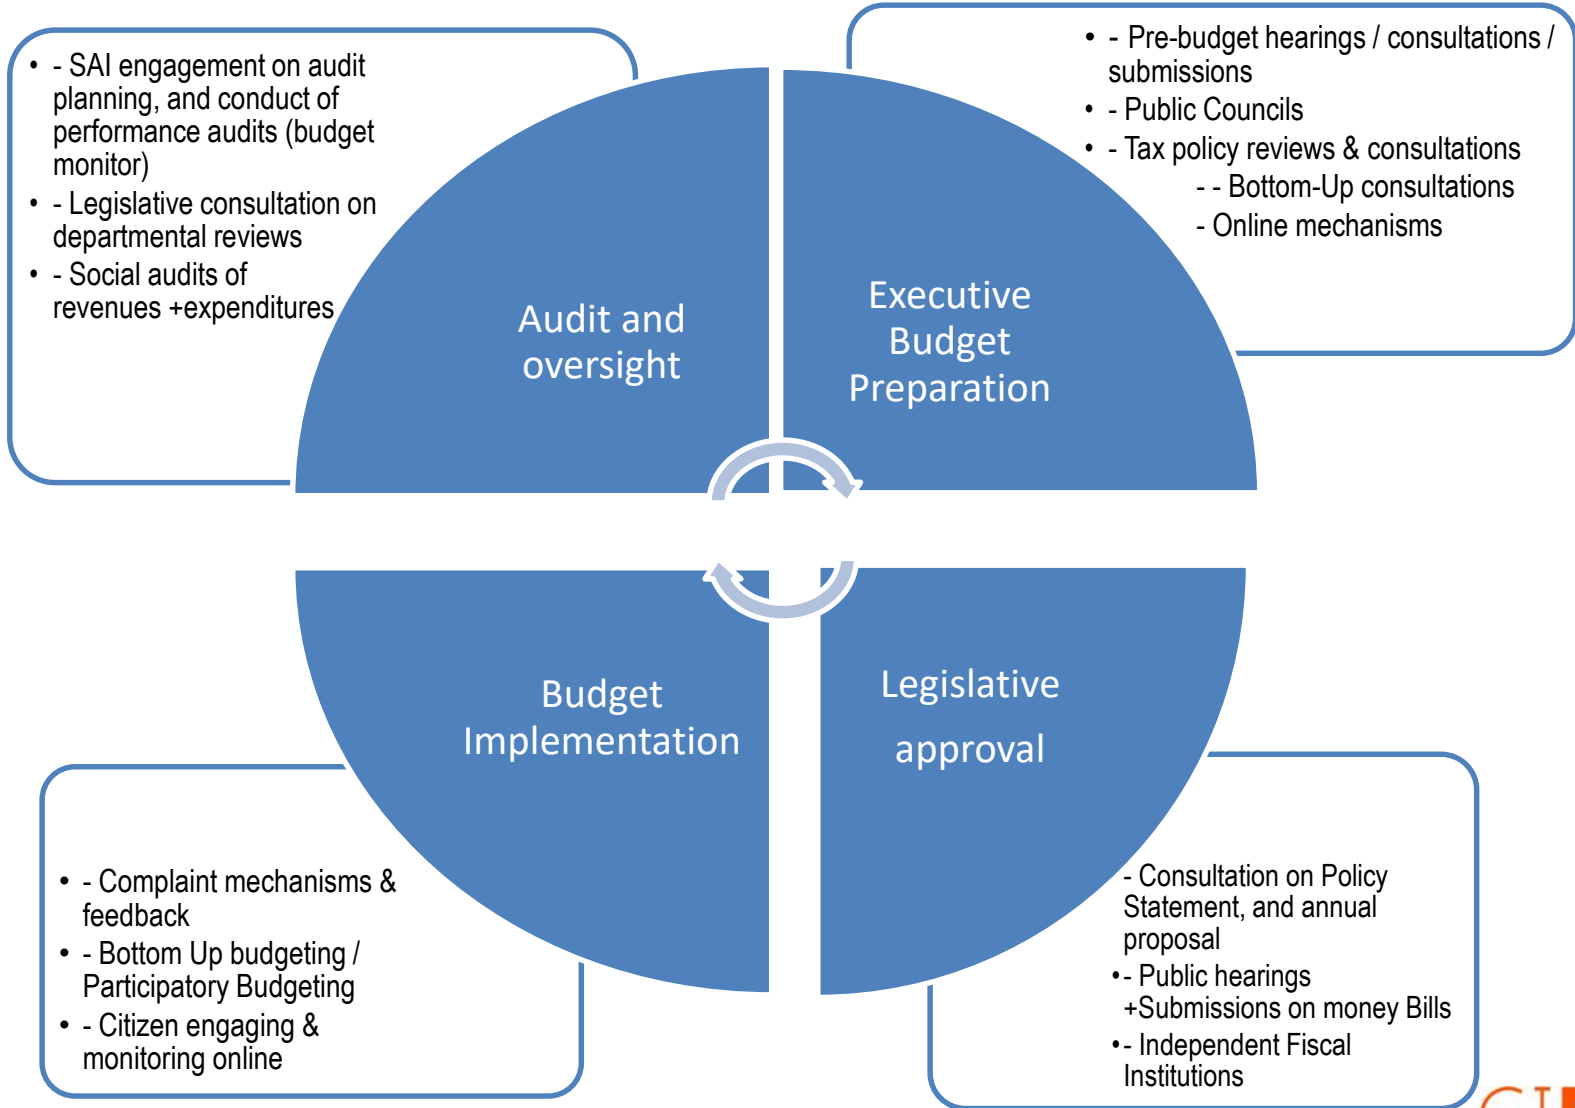 • - SAI engagement on audit
planning, and conduct of
performance audits (budget
monitor)
• - Legislative consultation on
departmental reviews
• - Social audits of
revenues +expenditures
• - Pre-budget hearings / consultations /
submissions
• - Public Councils
• - Tax policy reviews & consultations
- - Bottom-Up consultations
- Online mechanisms
Audit and
oversight
Executive
Budget
Preparation
Budget
Implementation
Legislative
approval
• - Complaint mechanisms &
feedback
• - Bottom Up budgeting /
Participatory Budgeting
• - Citizen engaging &
monitoring online
- Consultation on Policy
Statement, and annual
proposal
• - Public hearings
+Submissions on money Bills
• - Independent Fiscal
Institutions